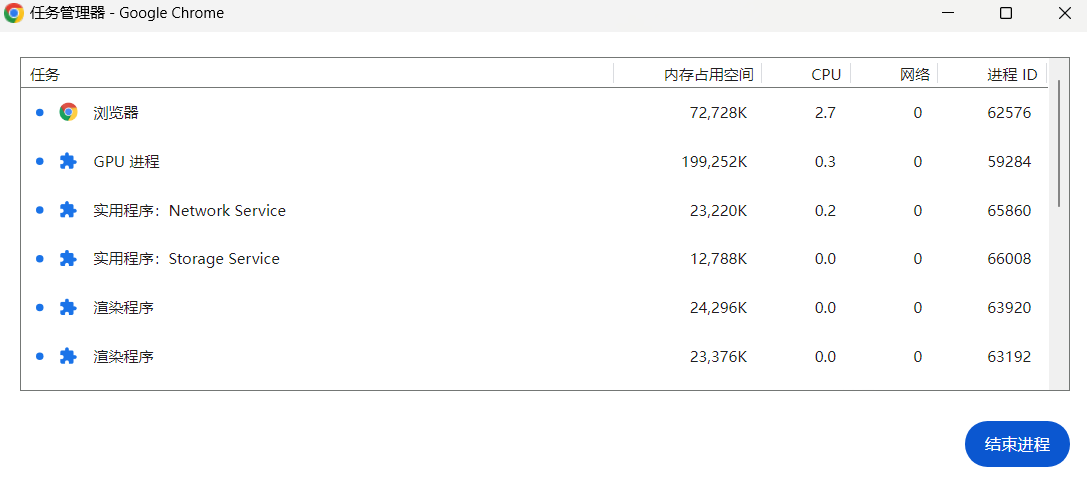 任务管理器 - Google Chrome
任务 内存占用空间 CPU 网络 进程 ID
浏览器 72,728K 2.7 0 62576
GPU 进程 199,252K 0.3 0 59284
实用程序：Network Service 23,220K 0.2 0 65860
实用程序：Storage Service 12,788K 0.0 0 66008
渲染程序 24,296K 0.0 0 63920
渲染程序 23,376K 0.0 0 63192
结束进程